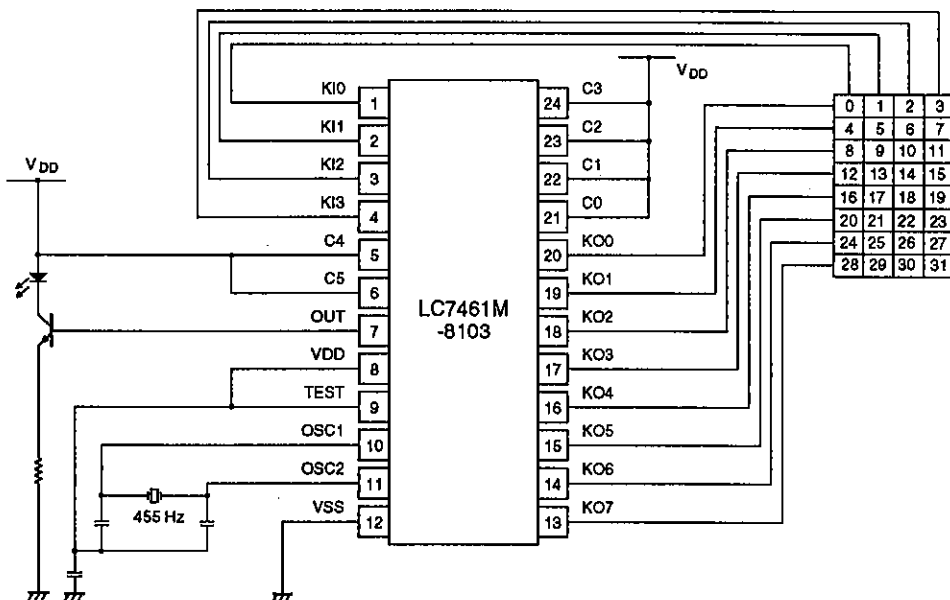 KI0
KI1
KI2
KI3
C4
C5
OUT
VDD
TEST
OSC1
OSC2
VSS
1
2
3
4
5
6
7
8
9
10
11
12
LC7461M
-8103
24
23
22
21
20
19
18
17
16
15
14
13
C3
C2
C1
C0
KO0
KO1
KO2
KO3
KO4
KO5
KO6
KO7
VDD
VDD
455 Hz
0 1 2 3
4 5 6 7
8 9 10 11
12 13 14 15
16 17 18 19
20 21 22 23
24 25 26 27
28 29 30 31